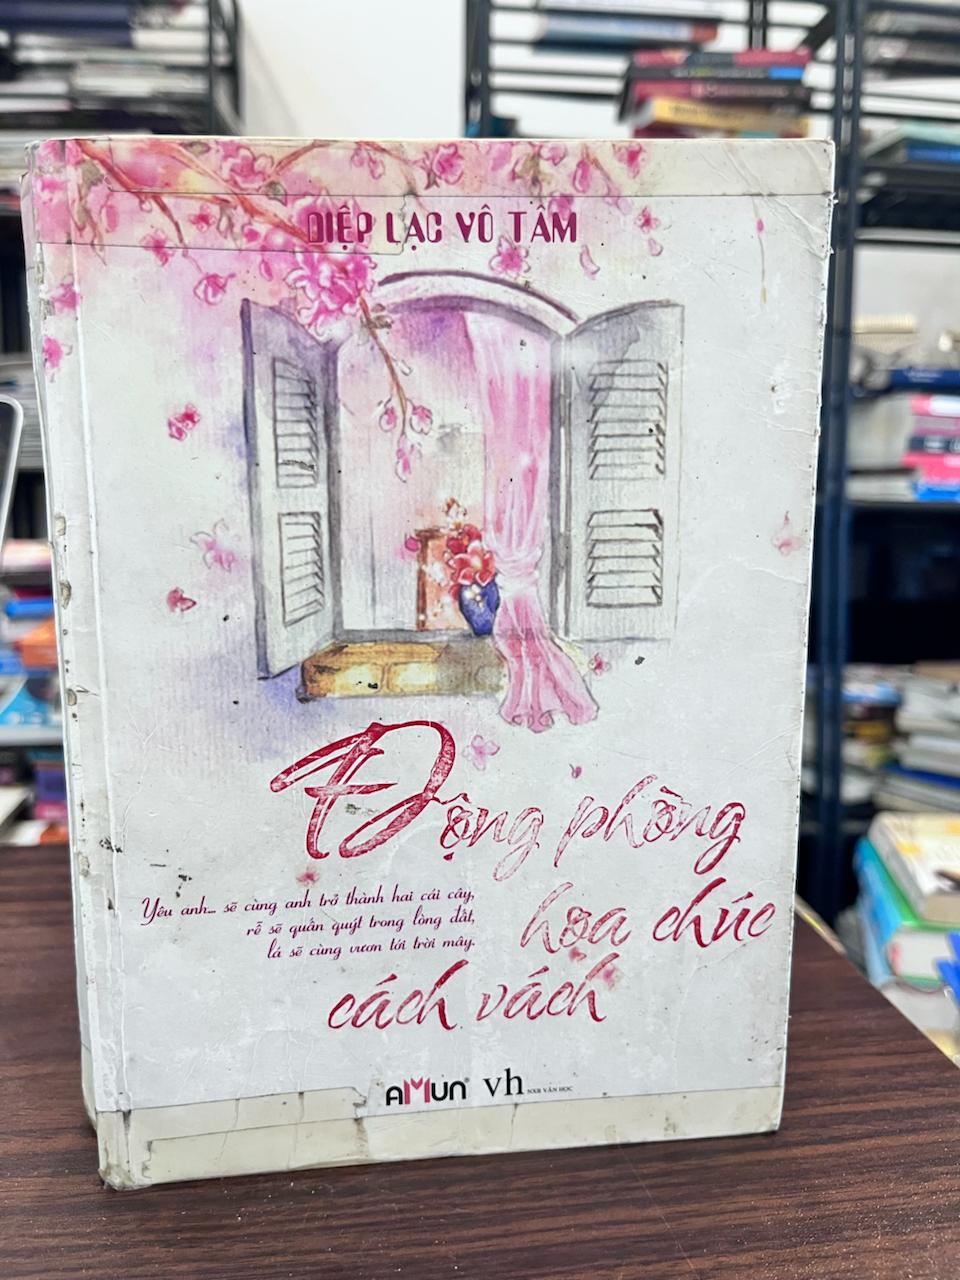 DIỆP LẠC VÔ TÂM
Động phòng
hoa chúc
cách vách
Yêu anh... sẽ cùng anh trở thành hai cái cây,
rễ sẽ quấn quýt trong lòng đất,
lá sẽ cùng vươn tới trời mây.
AMUN
vh
NXB VĂN HỌC